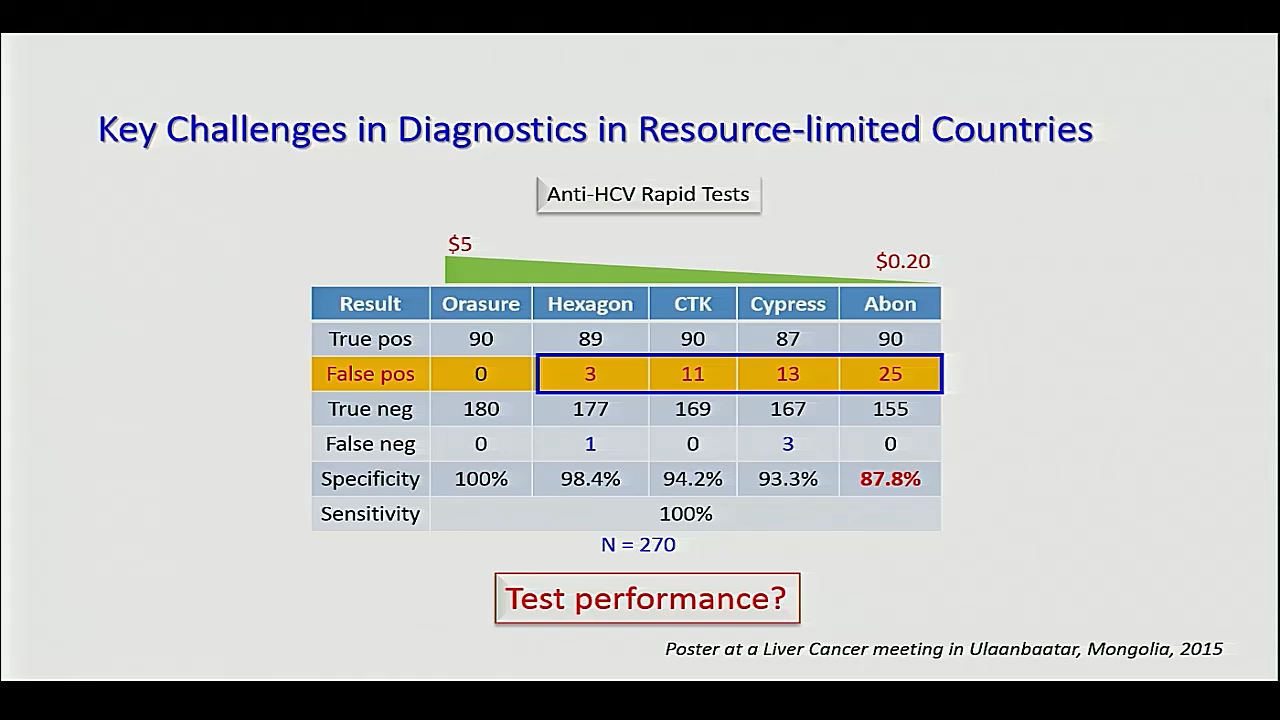 Key Challenges in Diagnostics in Resource-limited Countries
Anti-HCV Rapid Tests
$5
$0.20
Result Orasure Hexagon CTK Cypress Abon
True pos 90 89 90 87 90
False pos 0 3 11 13 25
True neg 180 177 169 167 155
False neg 0 1 0 3 0
Specificity 100% 98.4% 94.2% 93.3% 87.8%
Sensitivity 100%
N = 270
Test performance?
Poster at a Liver Cancer meeting in Ulaanbaatar, Mongolia, 2015